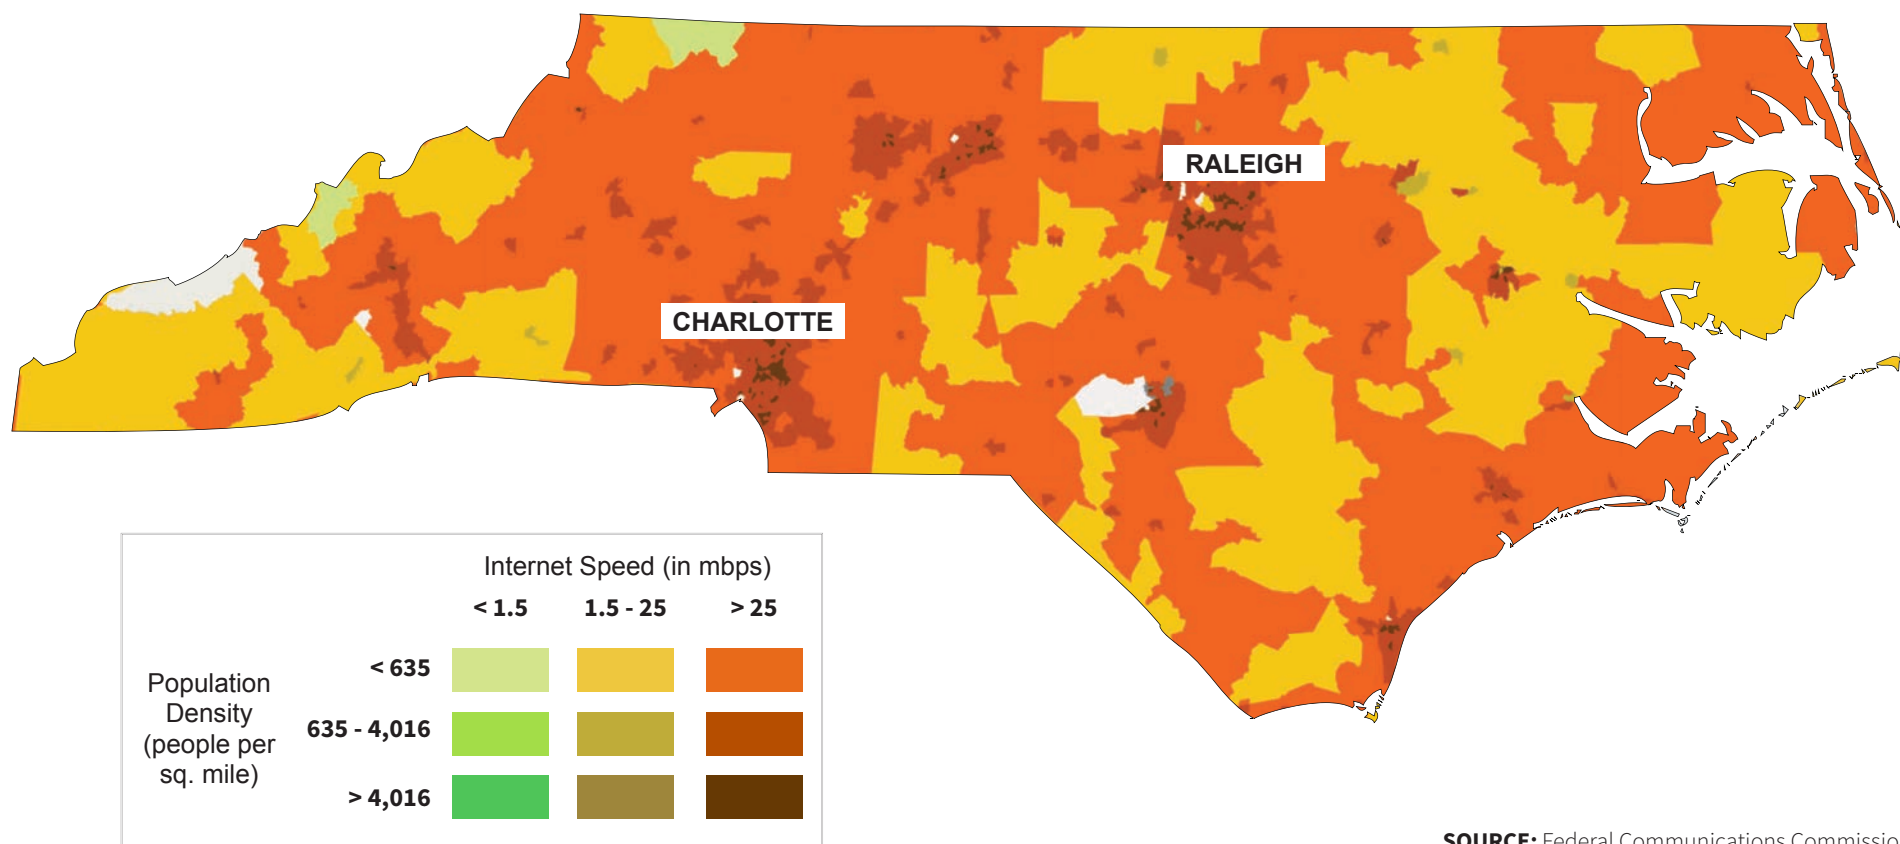 RALEIGH
CHARLOTTE
Internet Speed (in mbps)
< 1.5 1.5 - 25 > 25
Population
Density
(people per
sq. mile)
< 635
635 - 4,016
> 4,016
SOURCE: Federal Communications Commissio